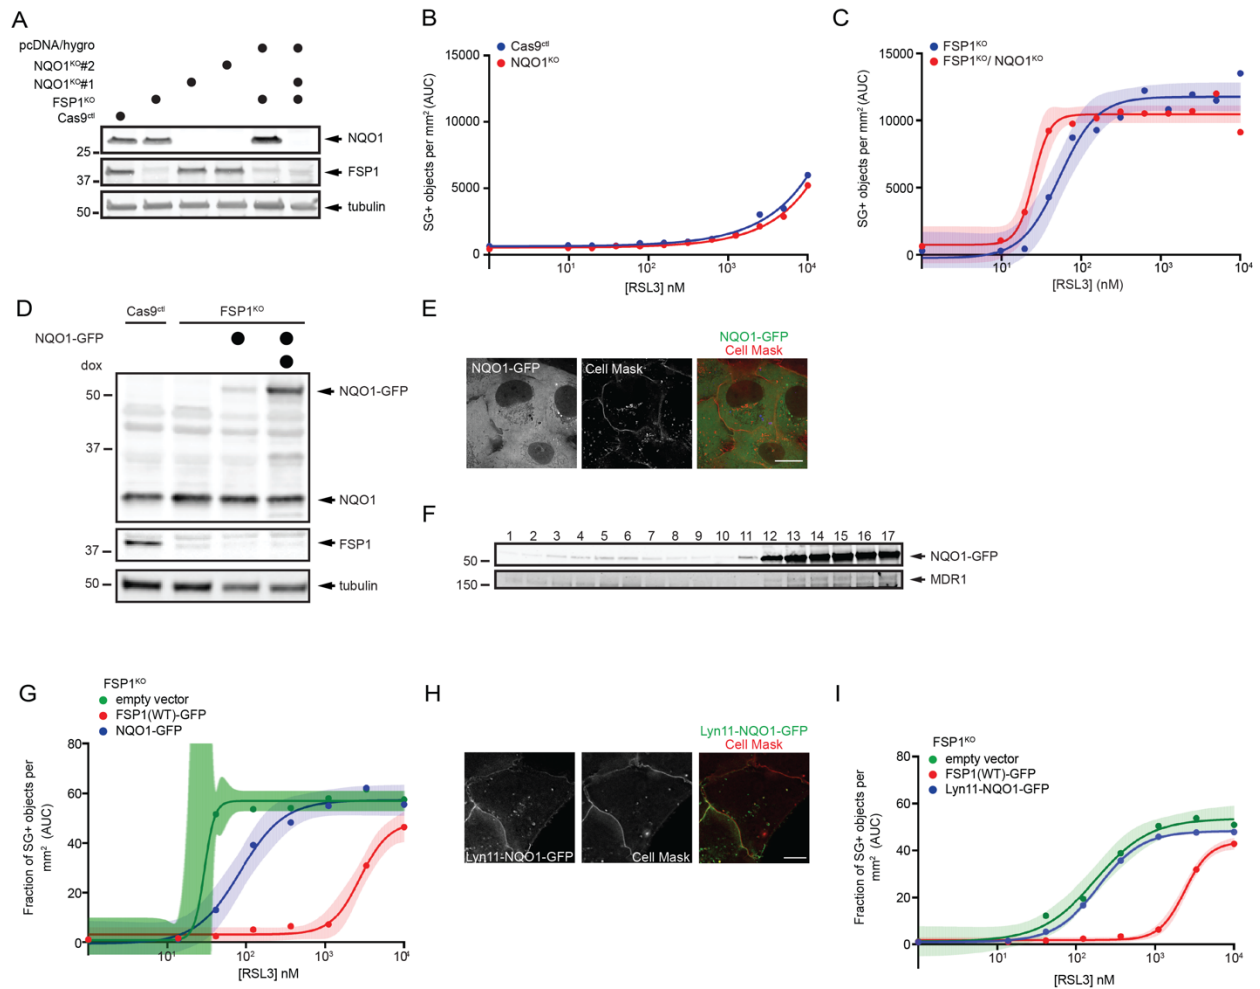 A
pcDNA/hygro
NQO1KO#2
NQO1KO#1
FSP1KO
Cas9ctl
NQO1
25
FSP1
37
tubulin
50
B
Cas9ctl
NQO1KO
15000
10000
5000
0
SG+ objects per mm² (AUC)
10¹ 10² 10³ 10⁴
[RSL3] nM
C
FSP1KO
FSP1KO/ NQO1KO
15000
10000
5000
0
SG+ objects per mm² (AUC)
10¹ 10² 10³ 10⁴
[RSL3] (nM)
D
Cas9ctl FSP1KO
NQO1-GFP
dox
50
NQO1-GFP
37
NQO1
FSP1
37
50
tubulin
E
NQO1-GFP
Cell Mask
NQO1-GFP
Cell Mask
F
1 2 3 4 5 6 7 8 9 10 11 12 13 14 15 16 17
50
NQO1-GFP
150
MDR1
G
FSP1KO
empty vector
FSP1(WT)-GFP
NQO1-GFP
80
60
40
20
0
Fraction of SG+ objects per
mm² (AUC)
10¹ 10² 10³ 10⁴
[RSL3] nM
H
Lyn11-NQO1-GFP
Cell Mask
Lyn11-NQO1-GFP
Cell Mask
I
FSP1KO
empty vector
FSP1(WT)-GFP
Lyn11-NQO1-GFP
80
60
40
20
0
Fraction of SG+ objects per
mm² (AUC)
10¹ 10² 10³ 10⁴
[RSL3] nM